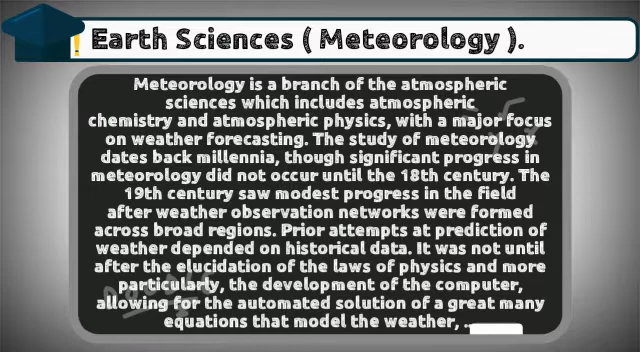 Earth Sciences ( Meteorology ).
Meteorology is a branch of the atmospheric
sciences which includes atmospheric
chemistry and atmospheric physics, with a major focus
on weather forecasting. The study of meteorology
dates back millennia, though significant progress in
meteorology did not occur until the 18th century. The
19th century saw modest progress in the field
after weather observation networks were formed
across broad regions. Prior attempts at prediction of
weather depended on historical data. It was not until
after the elucidation of the laws of physics and more
particularly, the development of the computer,
allowing for the automated solution of a great many
equations that model the weather, ..